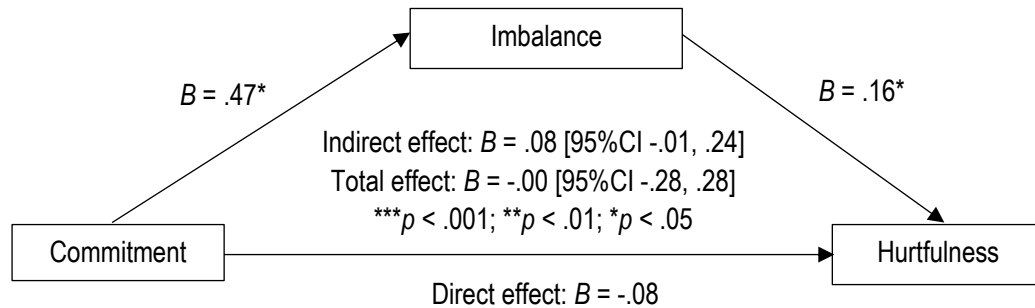 Imbalance
B = .47*
B = .16*
Indirect effect: B = .08 [95%CI -.01, .24]
Total effect: B = -.00 [95%CI -.28, .28]
***p < .001; **p < .01; *p < .05
Commitment
Hurtfulness
Direct effect: B = -.08